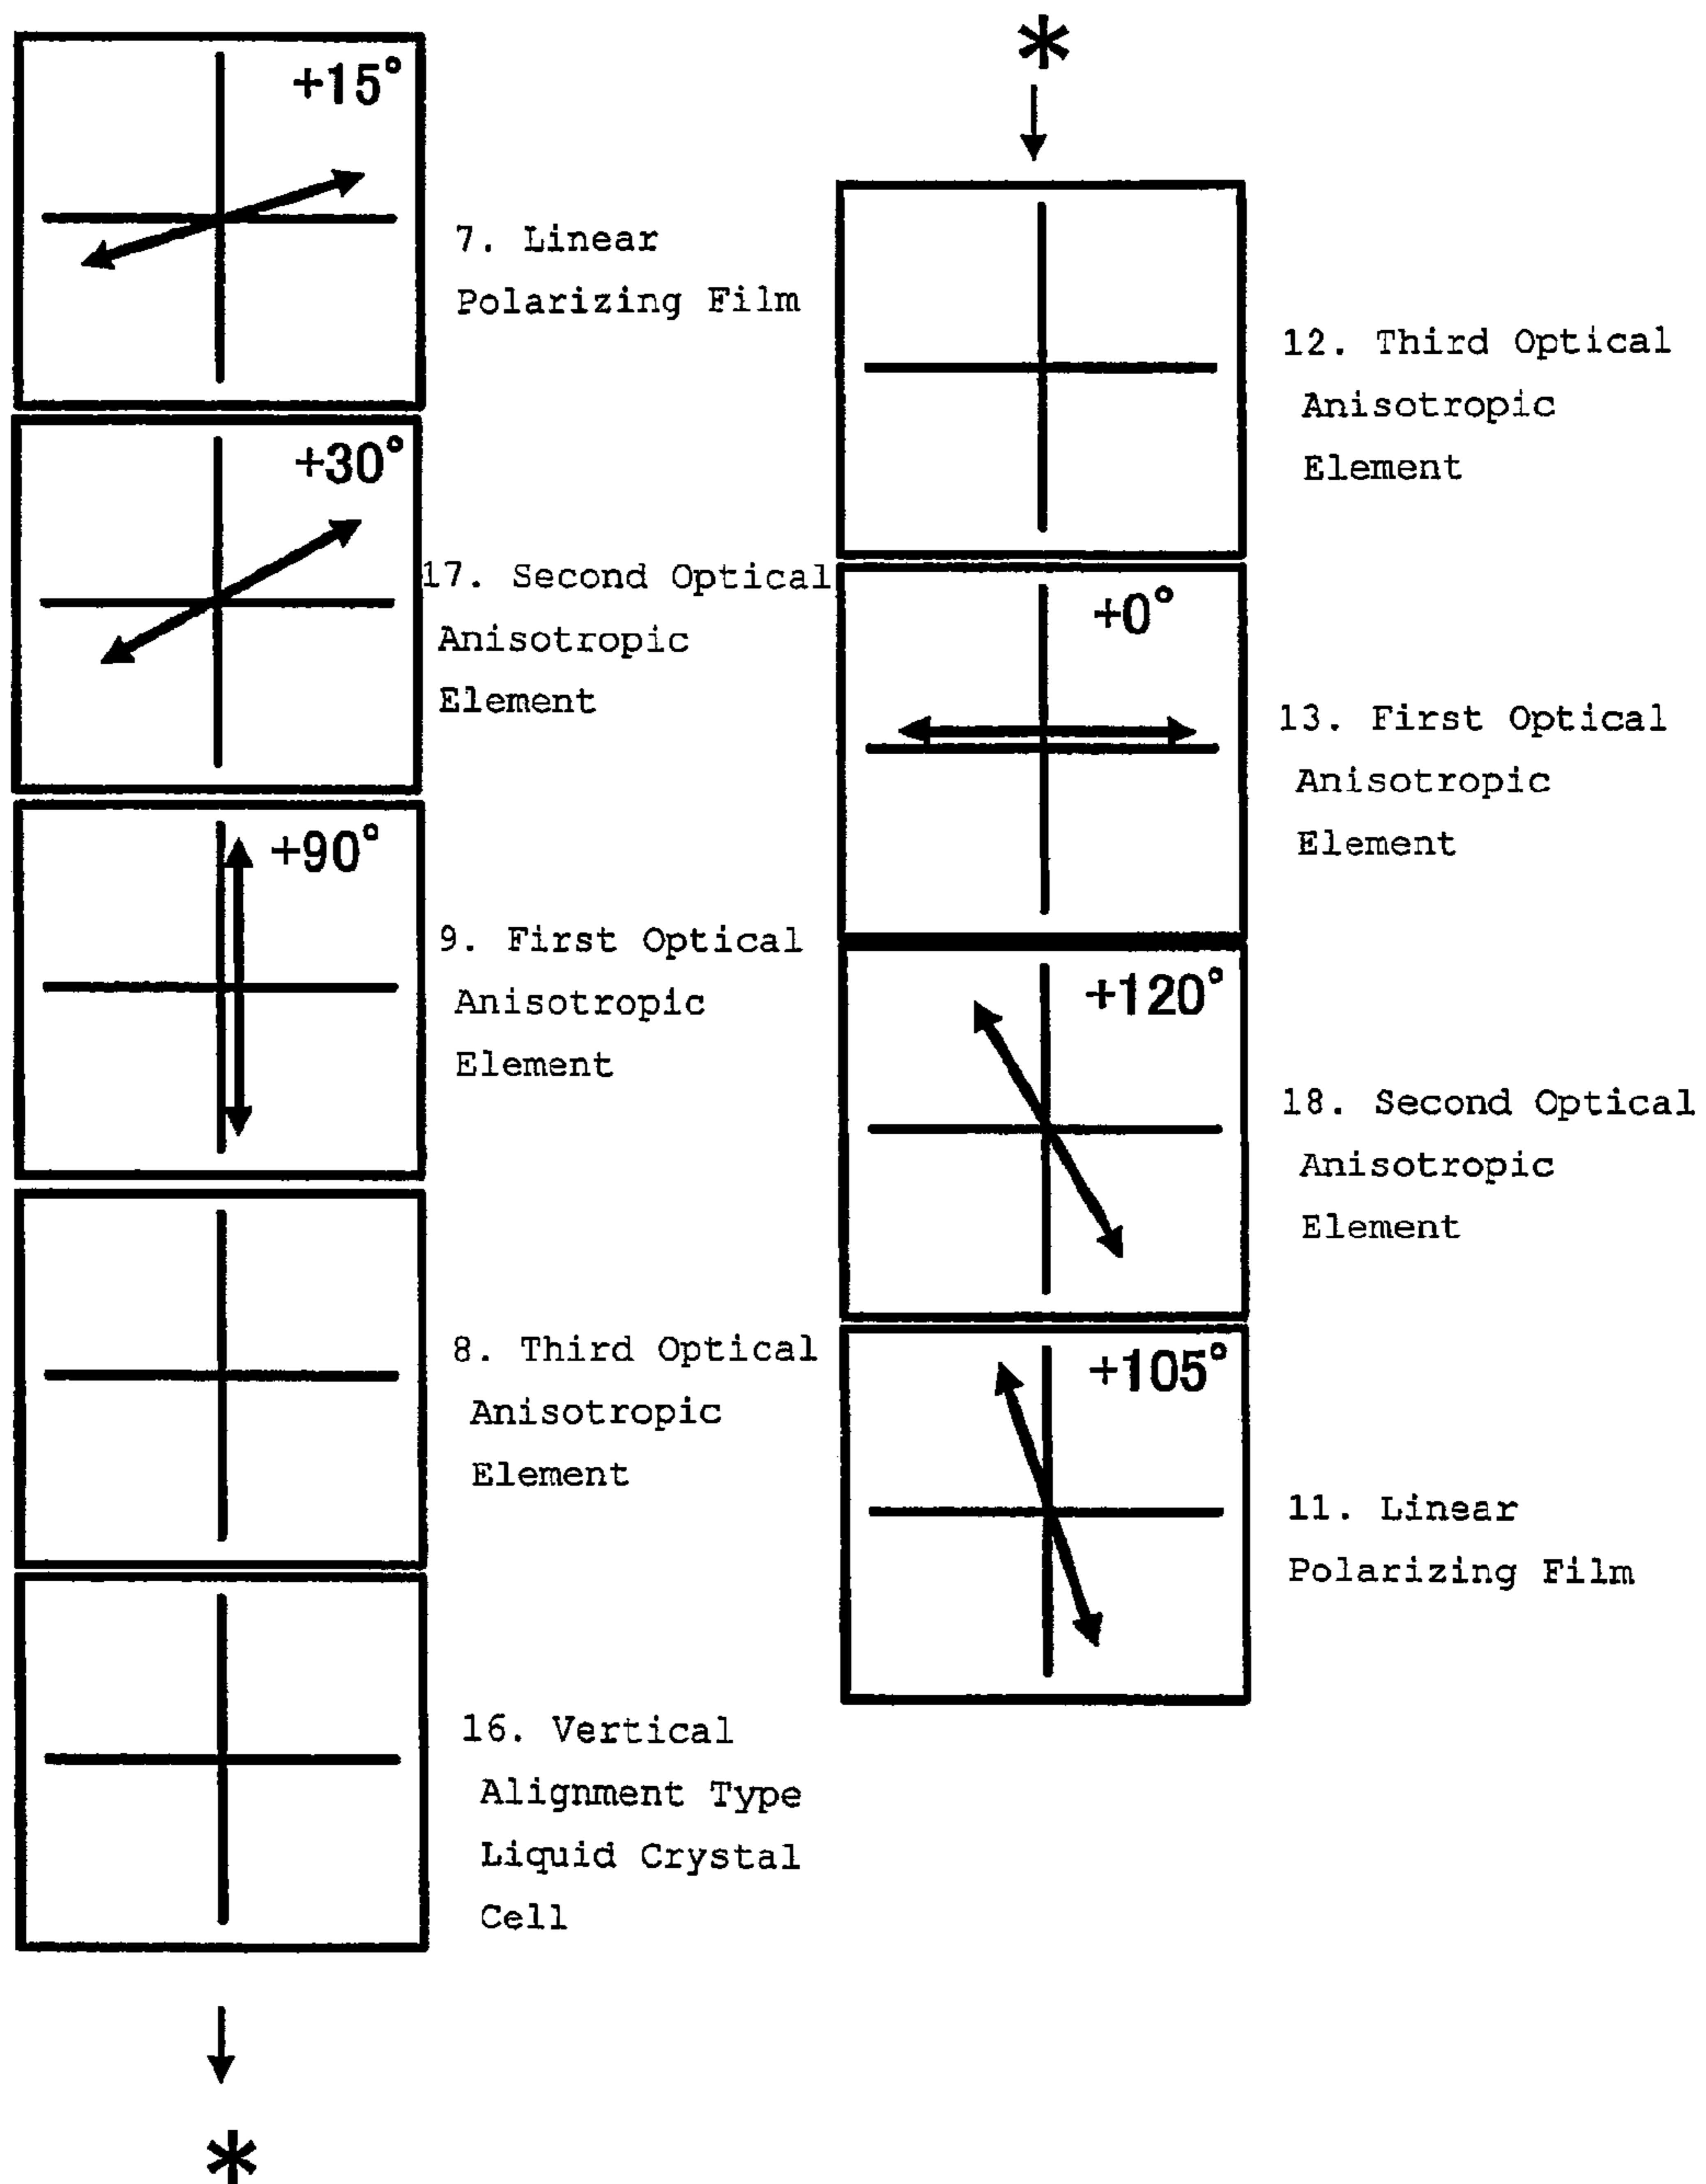 +15°
7. Linear
Polarizing Film
+30°
17. Second Optical
Anisotropic
Element
+90°
9. First Optical
Anisotropic
Element
8. Third Optical
Anisotropic
Element
16. Vertical
Alignment Type
Liquid Crystal
Cell
*
*
12. Third Optical
Anisotropic
Element
+0°
13. First Optical
Anisotropic
Element
+120°
18. Second Optical
Anisotropic
Element
+105°
11. Linear
Polarizing Film